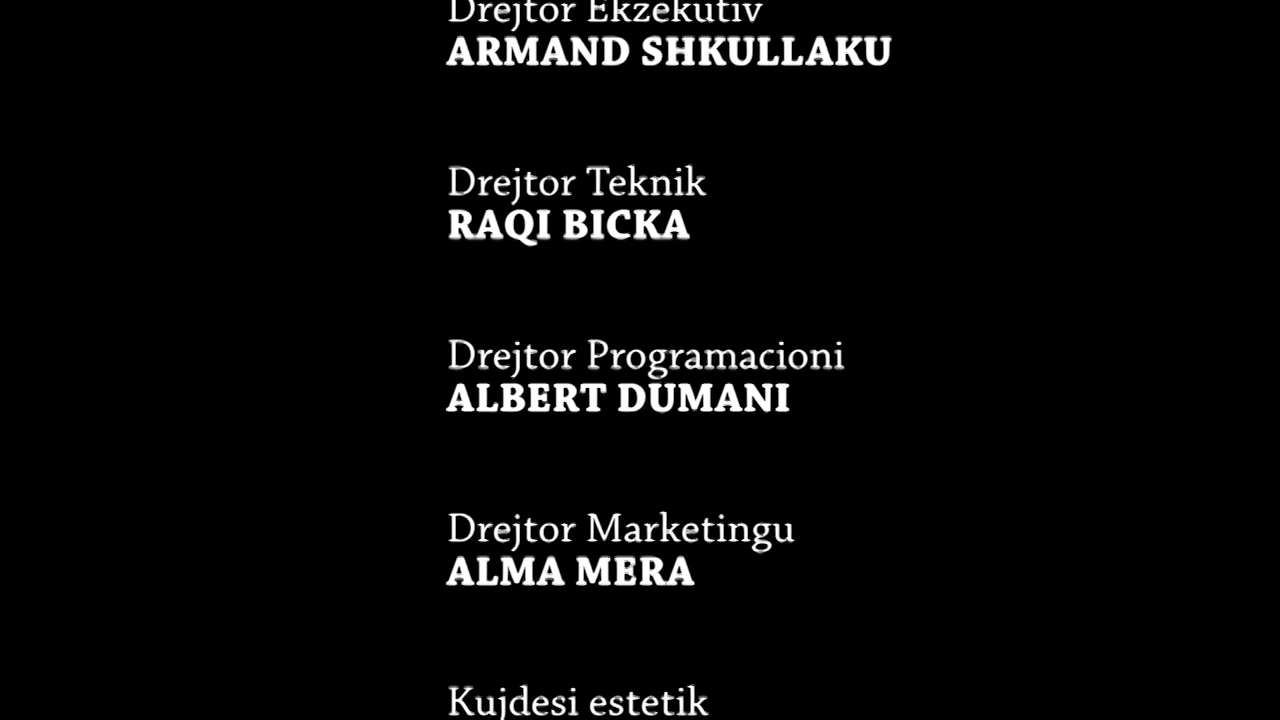 Drejtor Ekzekutiv
ARMAND SHKULLAKU
Drejtor Teknik
RAQI BICKA
Drejtor Programacioni
ALBERT DUMANI
Drejtor Marketingu
ALMA MERA
Kujdesi estetik